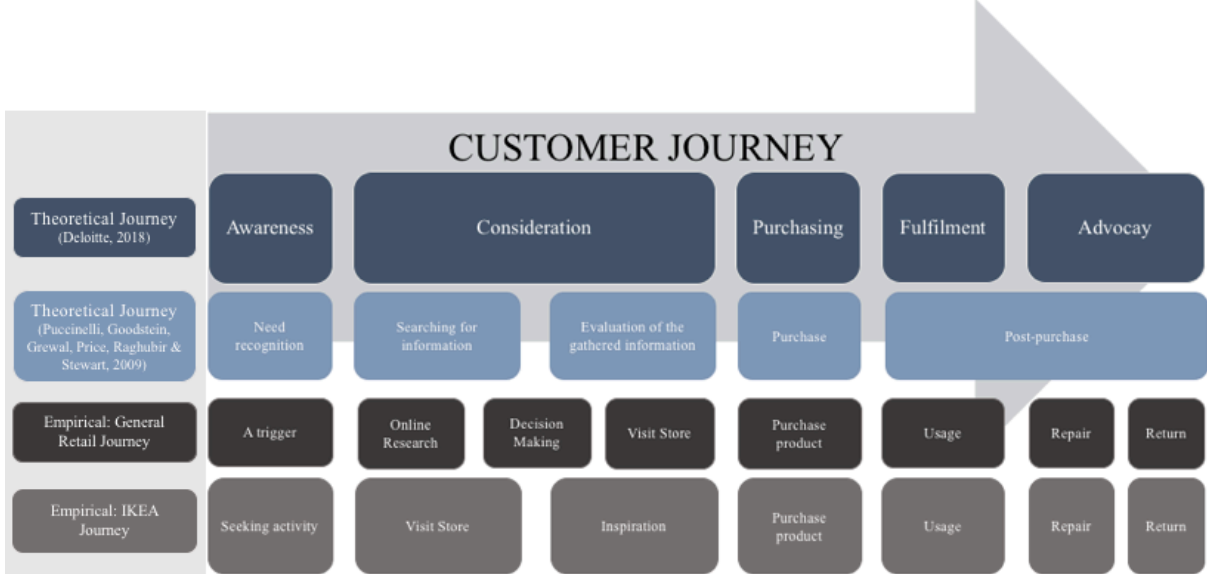 CUSTOMER JOURNEY
Theoretical Journey
(Deloitte, 2018)
Awareness
Consideration
Purchasing
Fulfilment
Advocay
Theoretical Journey
(Puccinelli, Goodstein,
Grewal, Price, Raghubir &
Stewart, 2009)
Need
recognition
Searching for
information
Evaluation of the
gathered information
Purchase
Post-purchase
Empirical: General
Retail Journey
A trigger
Online
Research
Decision
Making
Visit Store
Purchase
product
Usage
Repair
Return
Empirical: IKEA
Journey
Seeking activity
Visit Store
Inspiration
Purchase
product
Usage
Repair
Return